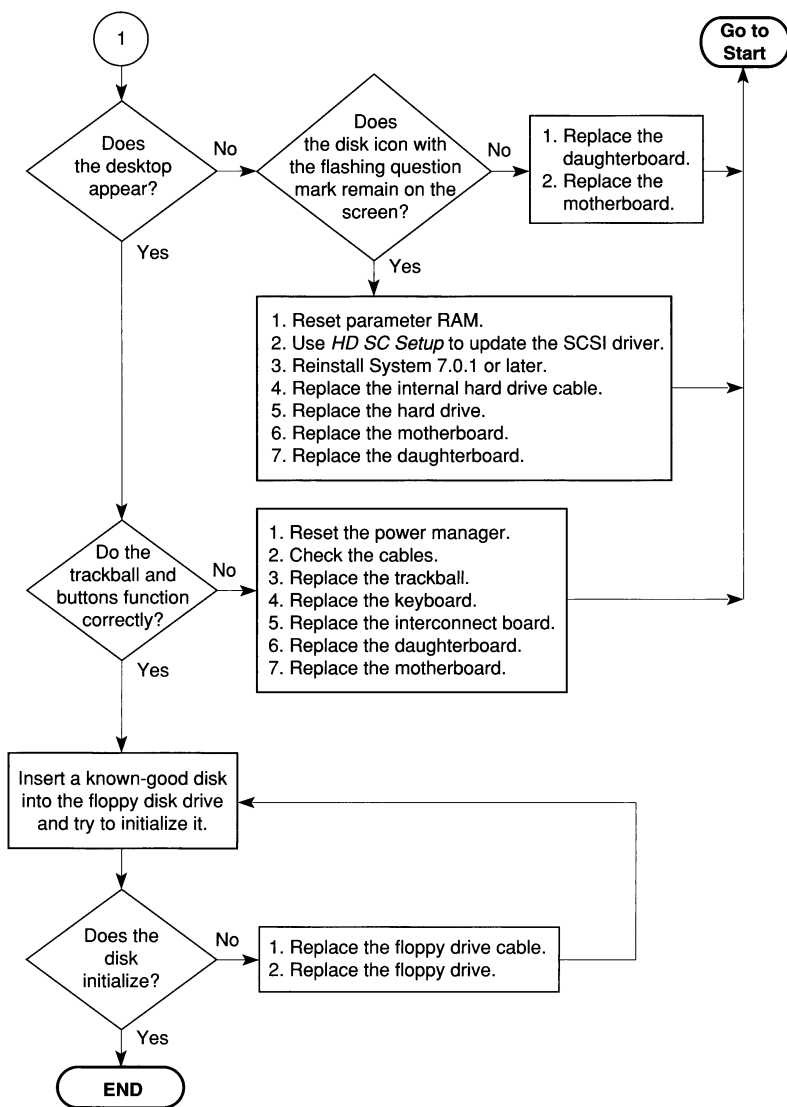 1
Go to
Start
Does
the desktop
appear?
No
Does
the disk icon with
the flashing question
mark remain on the
screen?
No
1. Replace the
daughterboard.
2. Replace the
motherboard.
Yes
Yes
1. Reset parameter RAM.
2. Use HD SC Setup to update the SCSI driver.
3. Reinstall System 7.0.1 or later.
4. Replace the internal hard drive cable.
5. Replace the hard drive.
6. Replace the motherboard.
7. Replace the daughterboard.
Do the
trackball and
buttons function
correctly?
No
1. Reset the power manager.
2. Check the cables.
3. Replace the trackball.
4. Replace the keyboard.
5. Replace the interconnect board.
6. Replace the daughterboard.
7. Replace the motherboard.
Yes
Insert a known-good disk
into the floppy disk drive
and try to initialize it.
Does the
disk
initialize?
No
1. Replace the floppy drive cable.
2. Replace the floppy drive.
Yes
END